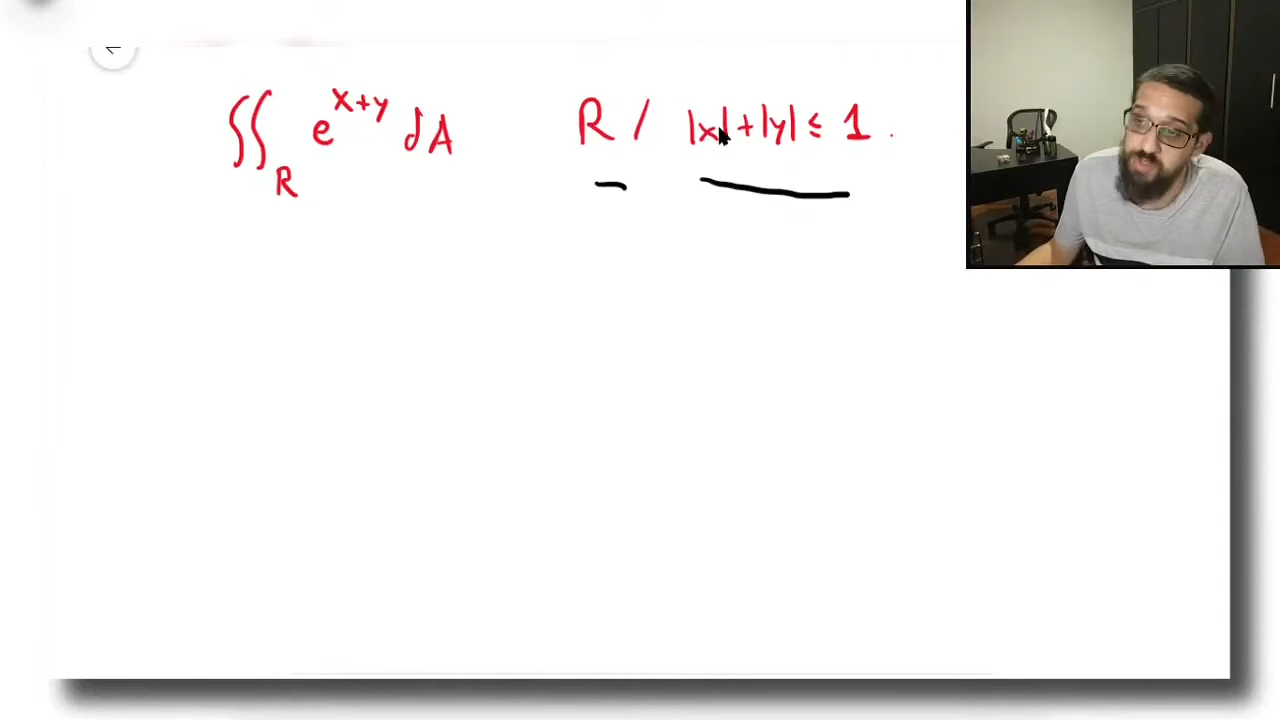 ∬_R e^{x+y} dA R / |x|+|y| ≤ 1.